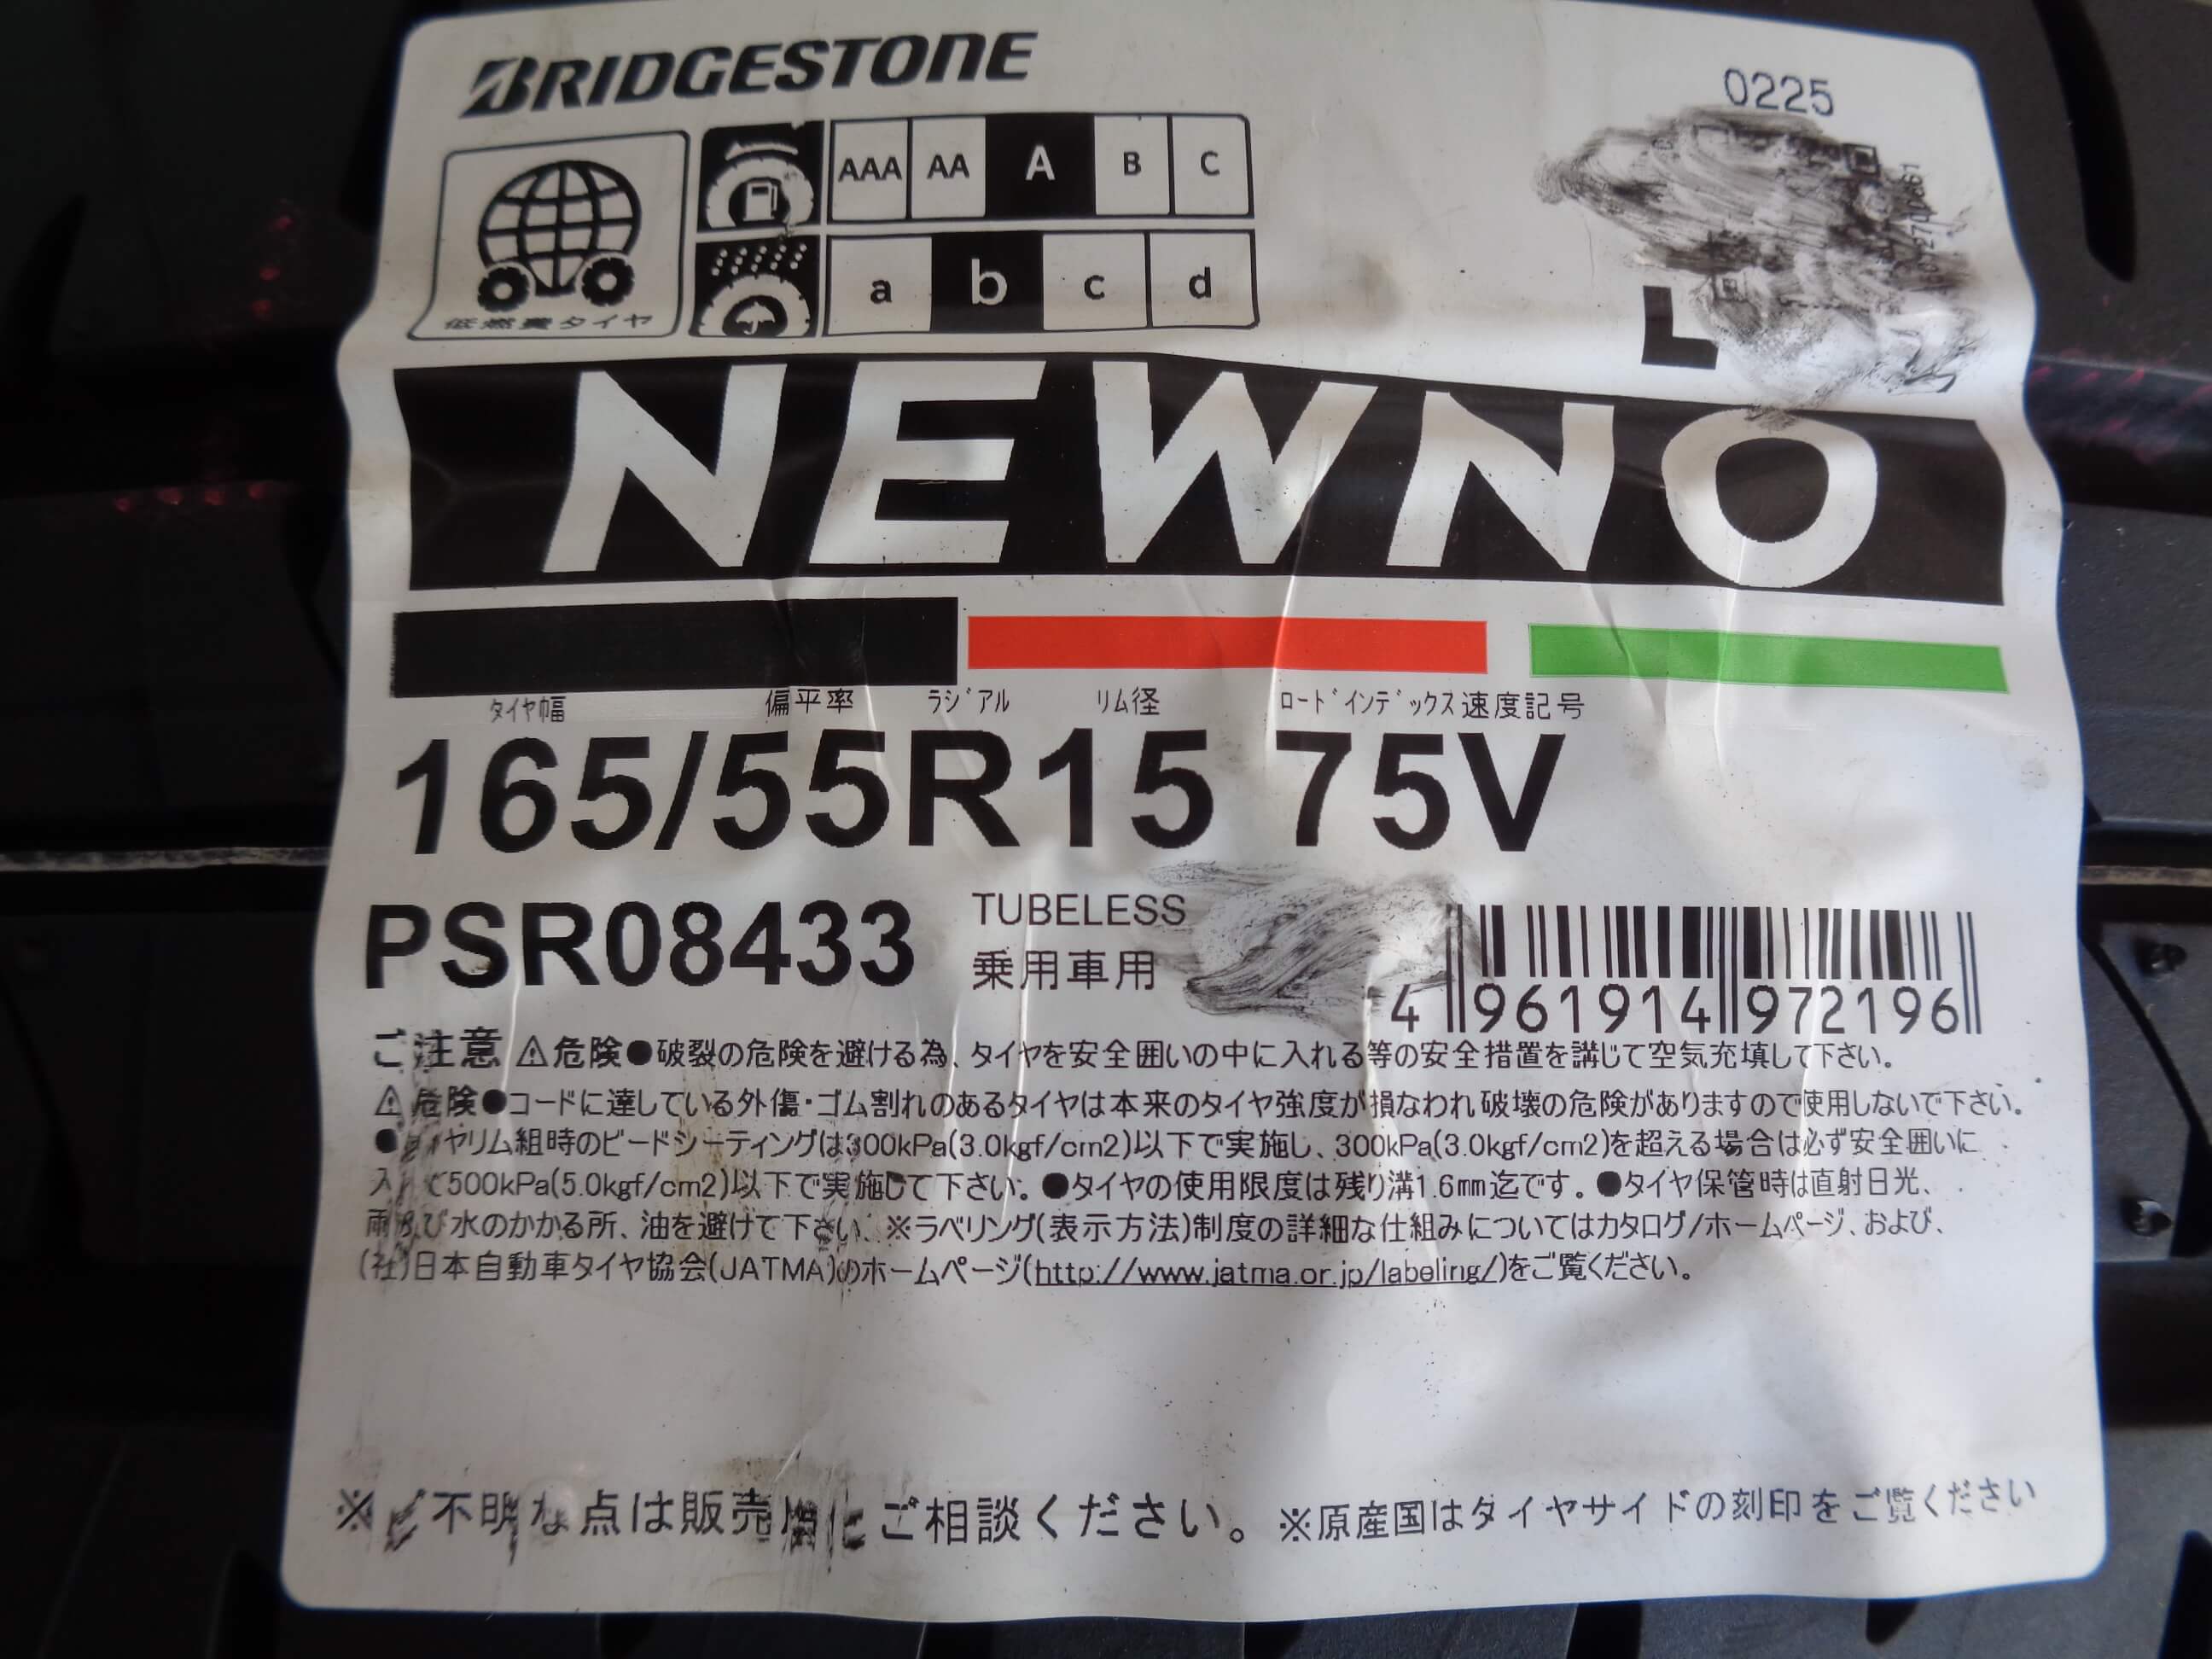 BRIDGESTONE
0225
AAA AA A B C
a b c d
低燃費タイヤ
L
NEWNO
タイヤ幅 偏平率 ラジアル リム径 ロードインデックス速度記号
165/55R15 75V
PSR08433 TUBELESS
乗用車用
4 961914 972196
ご注意 ⚠危険●破裂の危険を避ける為、タイヤを安全囲いの中に入れる等の安全措置を講じて空気充填して下さい。
⚠危険●コードに達している外傷・ゴム割れのあるタイヤは本来のタイヤ強度が損なわれ破壊の危険がありますので使用しないで下さい。
●ヤリム組時のビードシーティングは300kPa(3.0kgf/cm2)以下で実施し、300kPa(3.0kgf/cm2)を超える場合は必ず安全囲いに
入て500kPa(5.0kgf/cm2)以下で実施して下さい。●タイヤの使用限度は残り溝1.6mm迄です。●タイヤ保管時は直射日光、
雨及び水のかかる所、油を避けて下さい。※ラベリング(表示方法)制度の詳細な仕組みについてはカタログ/ホームページ、および、
(社)日本自動車タイヤ協会(JATMA)のホームページ(http://www.jatma.or.jp/labeling/)をご覧ください。
※ご不明な点は販売店にご相談ください。※原産国はタイヤサイドの刻印をご覧ください